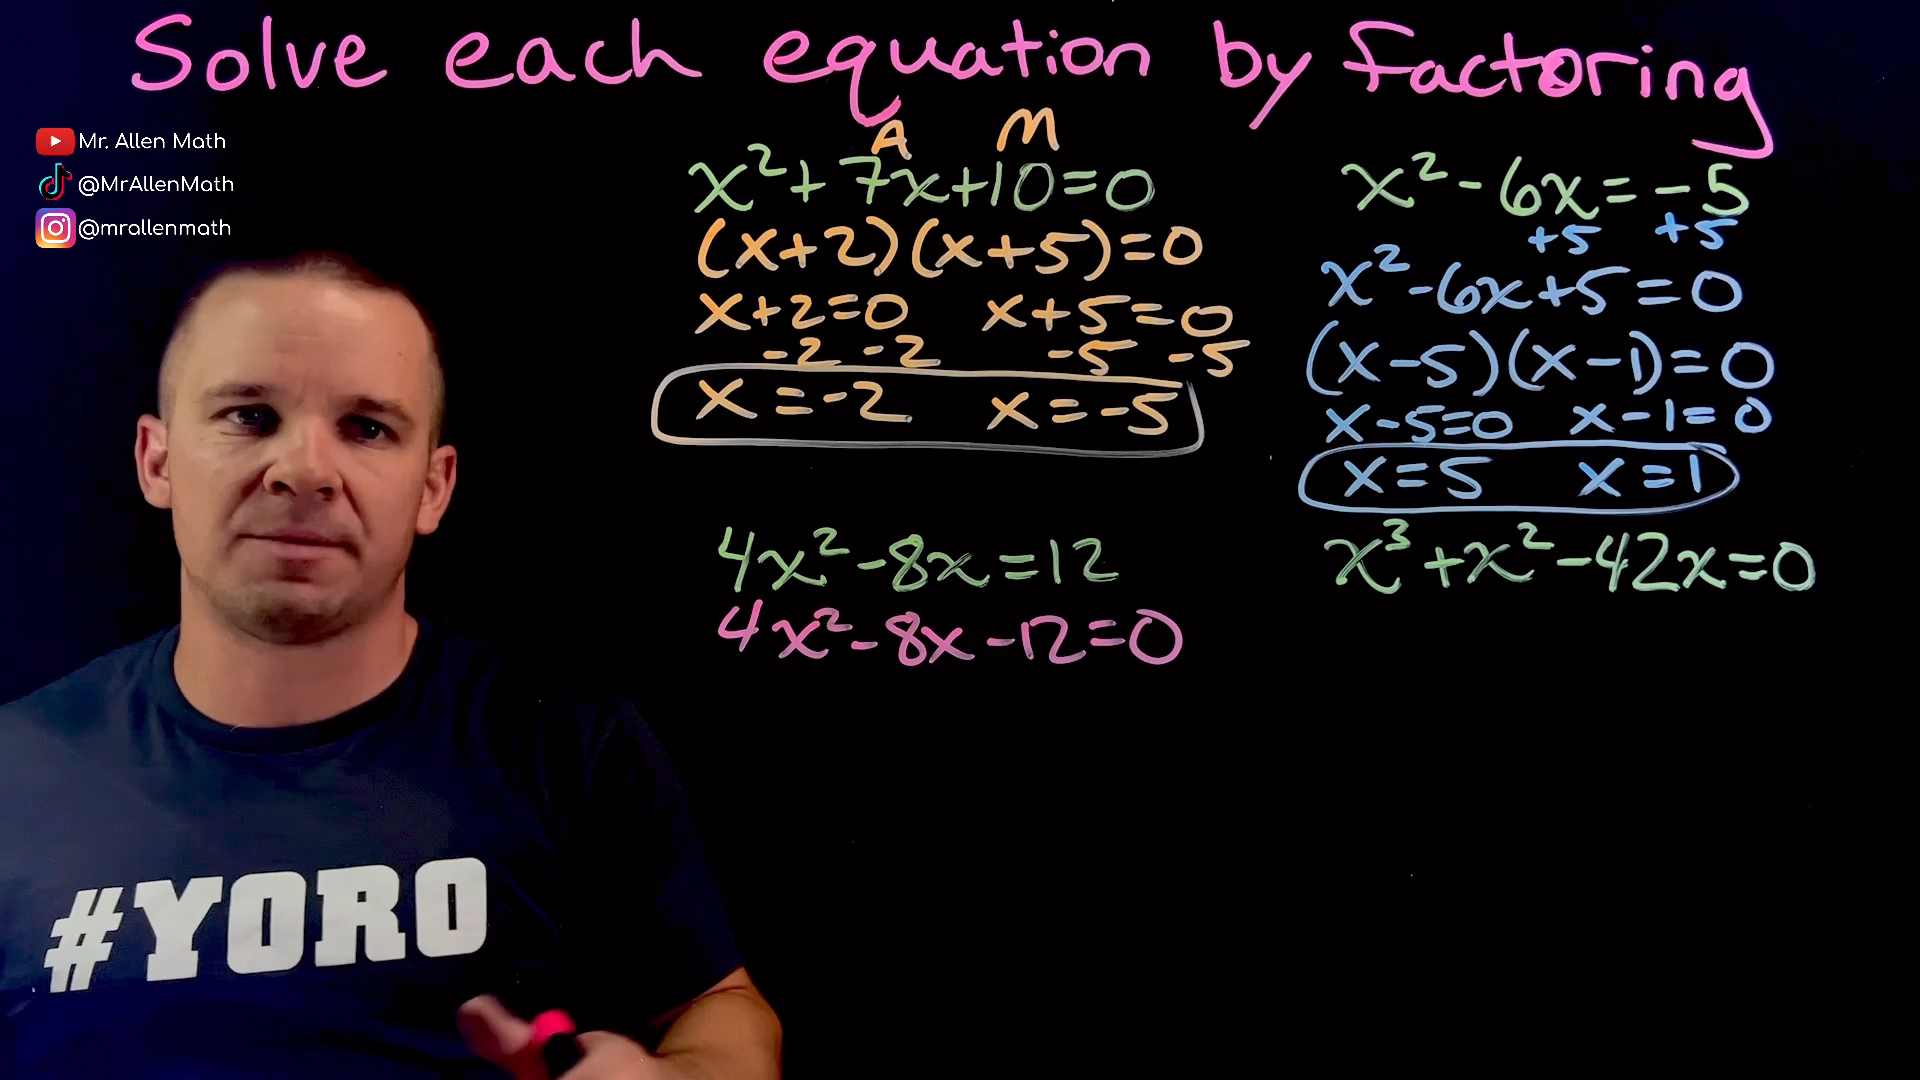 Solve each equation by factoring
Mr. Allen Math
@MrAllenMath
@mrallenmath
A M
x² + 7x + 10 = 0
(x + 2)(x + 5) = 0
x + 2 = 0 x + 5 = 0
-2 -2 -5 -5
x = -2 x = -5
x² - 6x = -5
+5 +5
x² - 6x + 5 = 0
(x - 5)(x - 1) = 0
x - 5 = 0 x - 1 = 0
x = 5 x = 1
4x² - 8x = 12
4x² - 8x - 12 = 0
x³ + x² - 42x = 0
#YORO